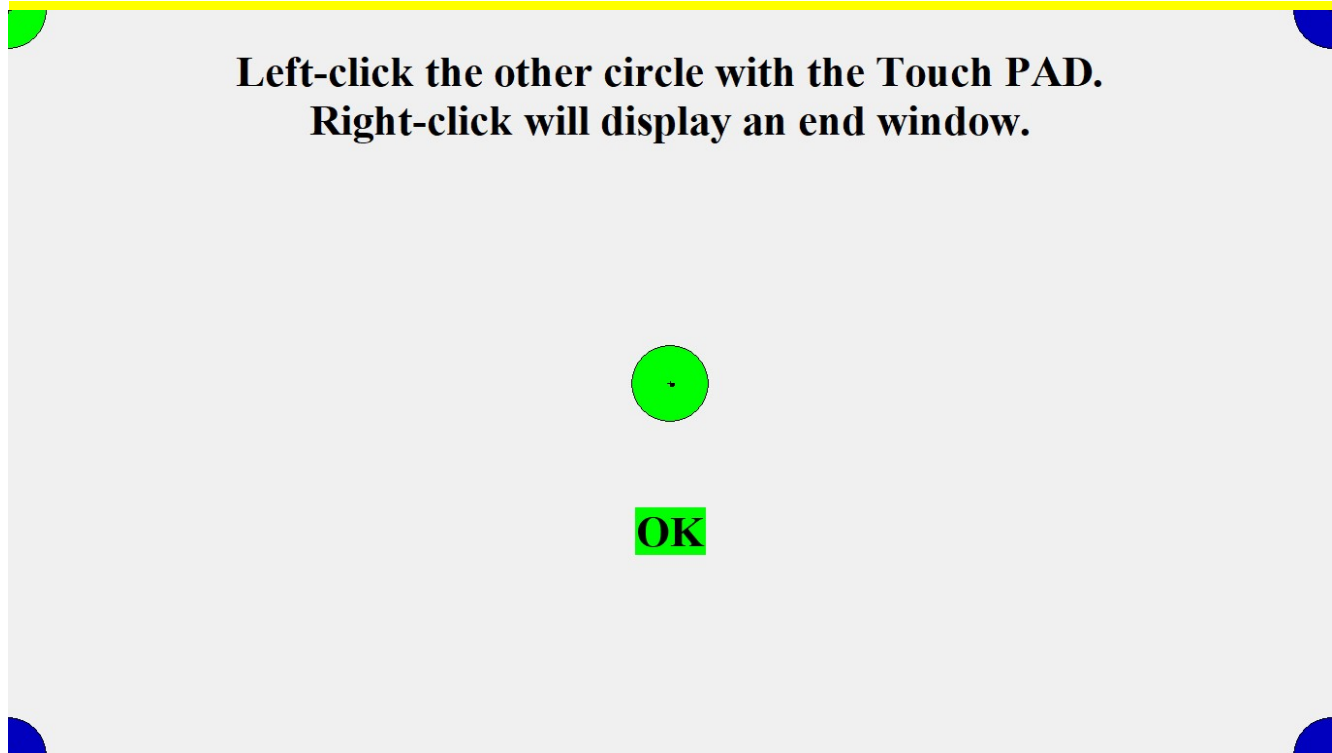 Left-click the other circle with the Touch PAD.
Right-click will display an end window.
OK